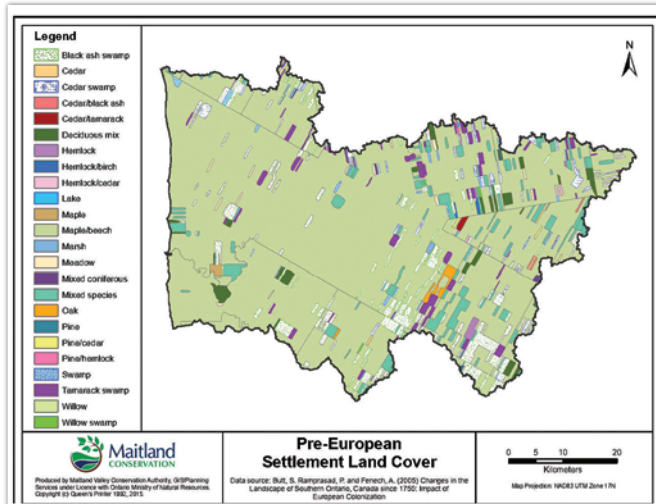 Legend
Black ash swamp
Cedar
Cedar swamp
Cedar/black ash
Cedar/tamarack
Deciduous mix
Hemlock
Hemlock/birch
Hemlock/cedar
Lake
Maple
Maple/beech
Marsh
Meadow
Mixed coniferous
Mixed species
Oak
Pine
Pine/cedar
Pine/hemlock
Swamp
Tamarack swamp
Willow
Willow swamp
N
Maitland
CONSERVATION
Produced by Maitland Valley Conservation Authority, GIS/Planning
Services under Licence with Ontario Ministry of Natural Resources.
Copyright (c) Queen's Printer 1992, 2015.
Pre-European
Settlement Land Cover
Data source: Butt, S. Ramprasad, P. and Fenech, A. (2005) Changes in the
Landscape of Southern Ontario, Canada since 1750: Impact of
European Colonization
0 5 10 20
Kilometers
Map Projection: NAD83 UTM Zone 17N